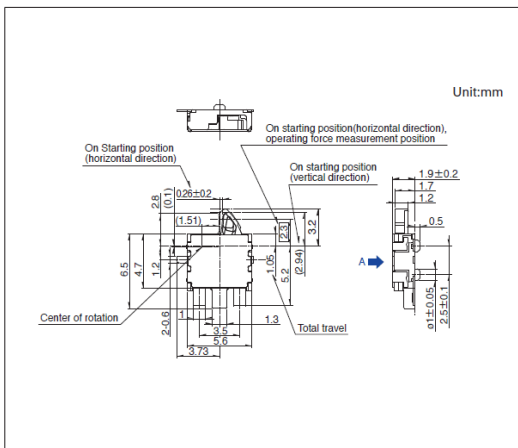 Unit:mm
On starting position(horizontal direction),
operating force measurement position
On Starting position
(horizontal direction)
On starting position
(vertical direction)
1.9±0.2
1.7
1.2
0.5
0.26±0.2
(0.1)
2.8
(1.51)
2.3
3.2
(2.94)
1.05
5.2
6.5
4.7
1.2
2-0.6
A
Center of rotation
Total travel
1
1.3
3.5
5.6
3.73
ø1±0.05
2.5±0.1